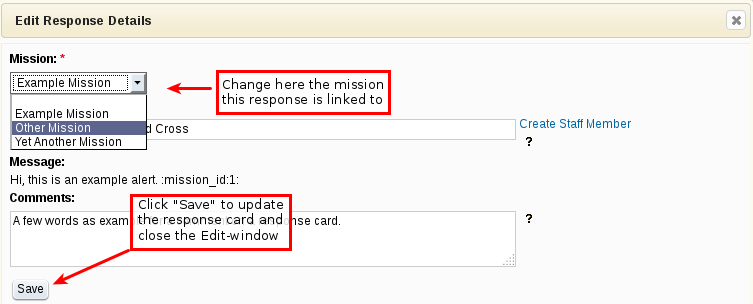 Edit Response Details
Mission: *
Example Mission
Change here the mission
this response is linked to
Example Mission
Other Mission
Yet Another Mission
d Cross
Create Staff Member
?
Message:
Hi, this is an example alert. :mission_id:1:
Comments:
Click "Save" to update
the response card and
close the Edit-window
A few words as exam
onse card.
?
Save